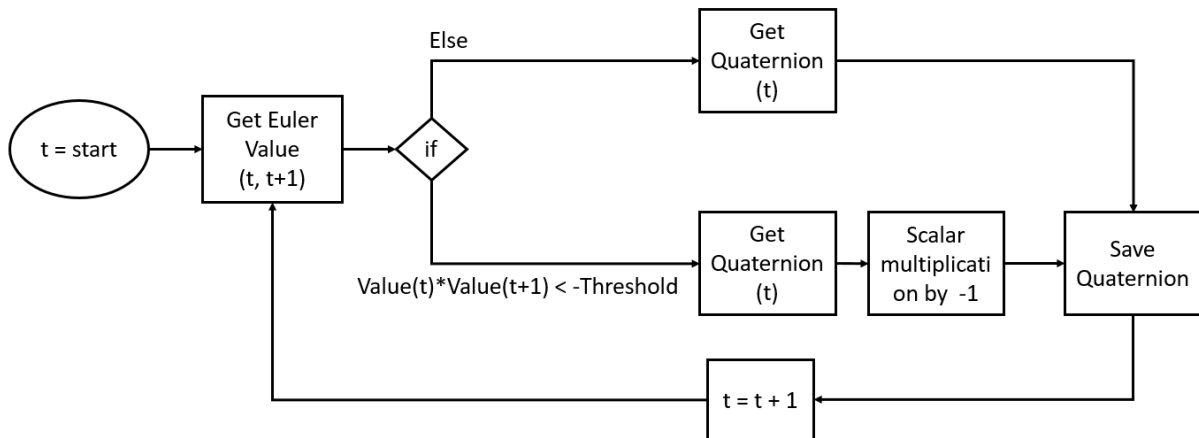 Else
Get
Quaternion
(t)
t = start
Get Euler
Value
(t, t+1)
if
Value(t)*Value(t+1) < -Threshold
Get
Quaternion
(t)
Scalar
multiplicati
on by -1
Save
Quaternion
t = t + 1